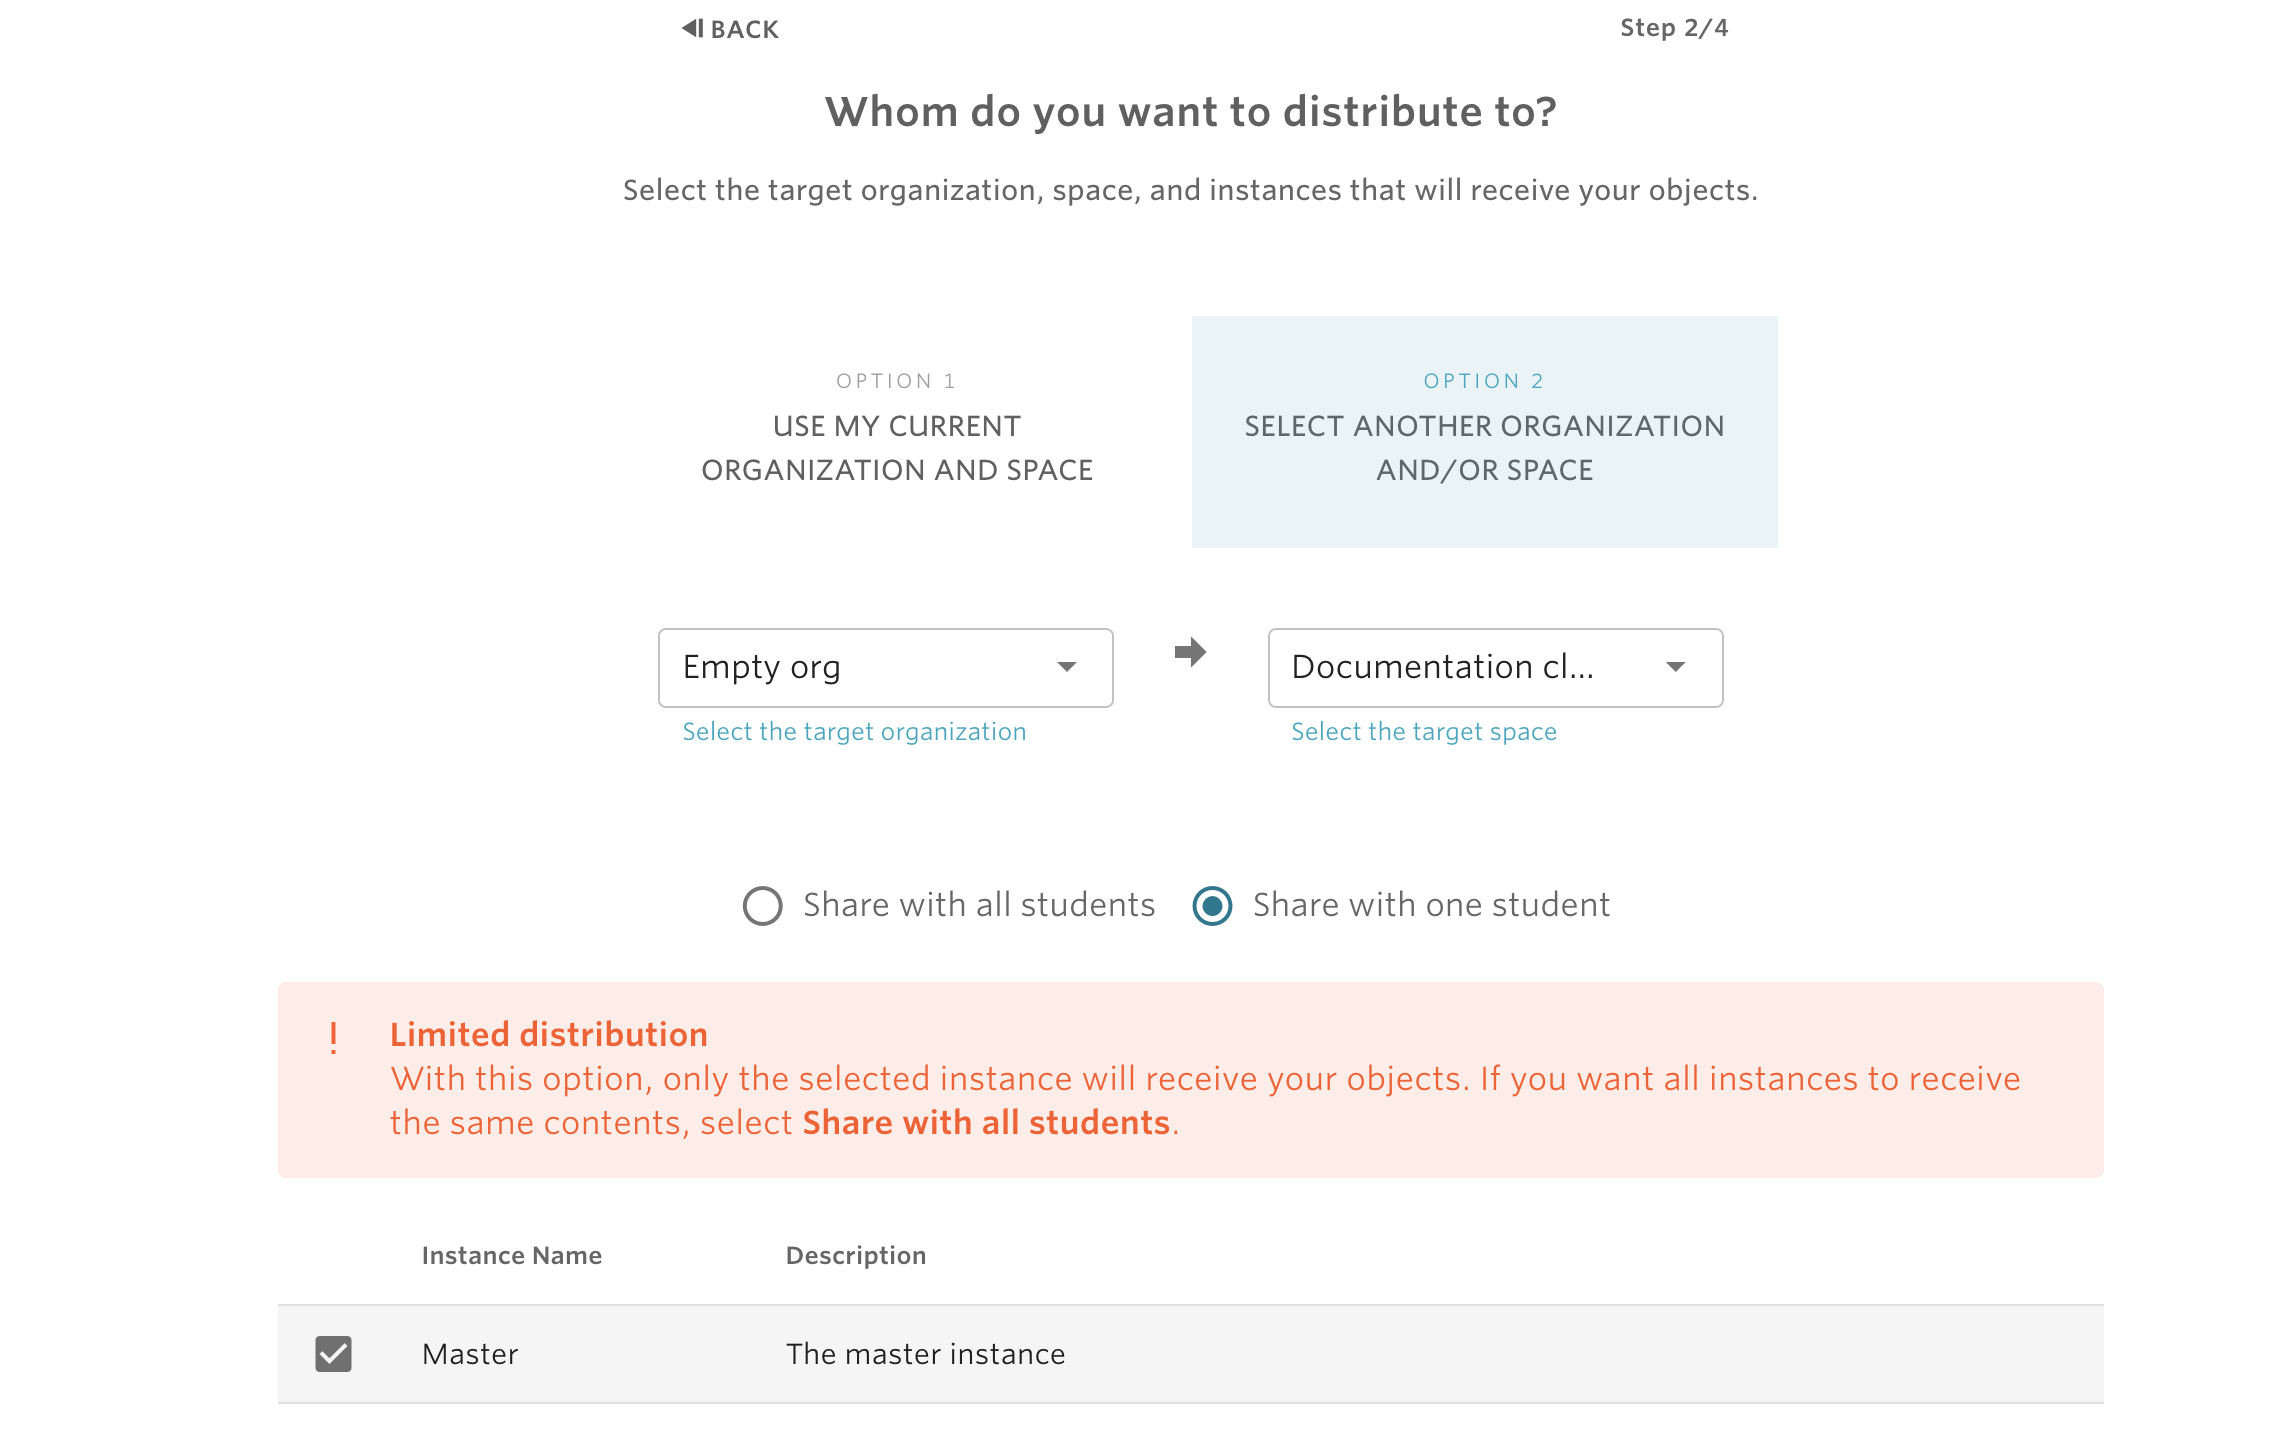 BACK
Step 2/4
Whom do you want to distribute to?
Select the target organization, space, and instances that will receive your objects.
OPTION 1
USE MY CURRENT
ORGANIZATION AND SPACE
OPTION 2
SELECT ANOTHER ORGANIZATION
AND/OR SPACE
Empty org
Select the target organization
Documentation cl...
Select the target space
Share with all students
Share with one student
!
Limited distribution
With this option, only the selected instance will receive your objects. If you want all instances to receive
the same contents, select Share with all students.
Instance Name Description
Master The master instance